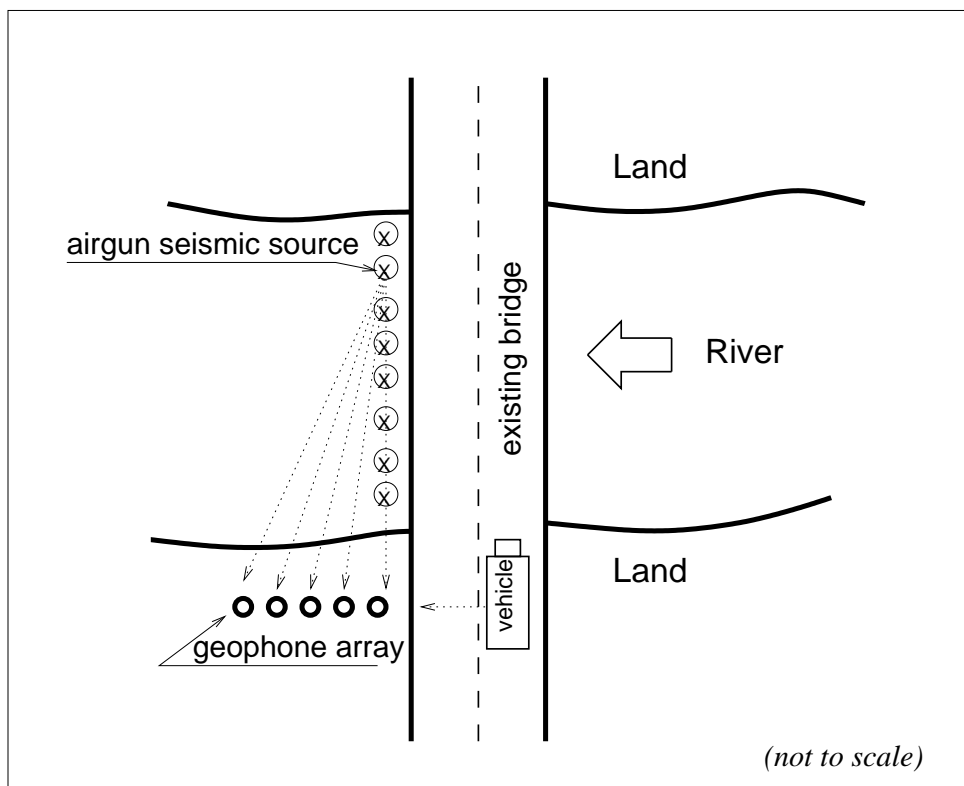 Land
airgun seismic source
X
X
X
X
X
X
X
X
existing bridge
River
vehicle
Land
geophone array
(not to scale)